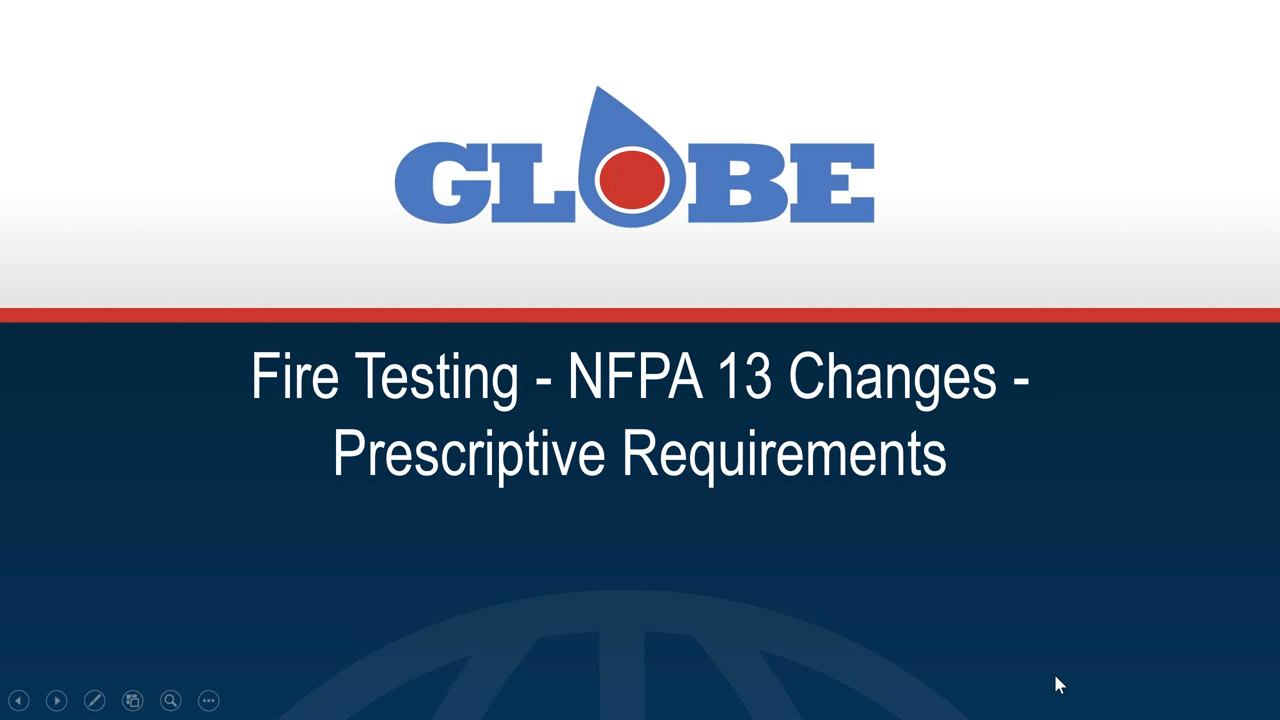 GLOBE
Fire Testing - NFPA 13 Changes -
Prescriptive Requirements